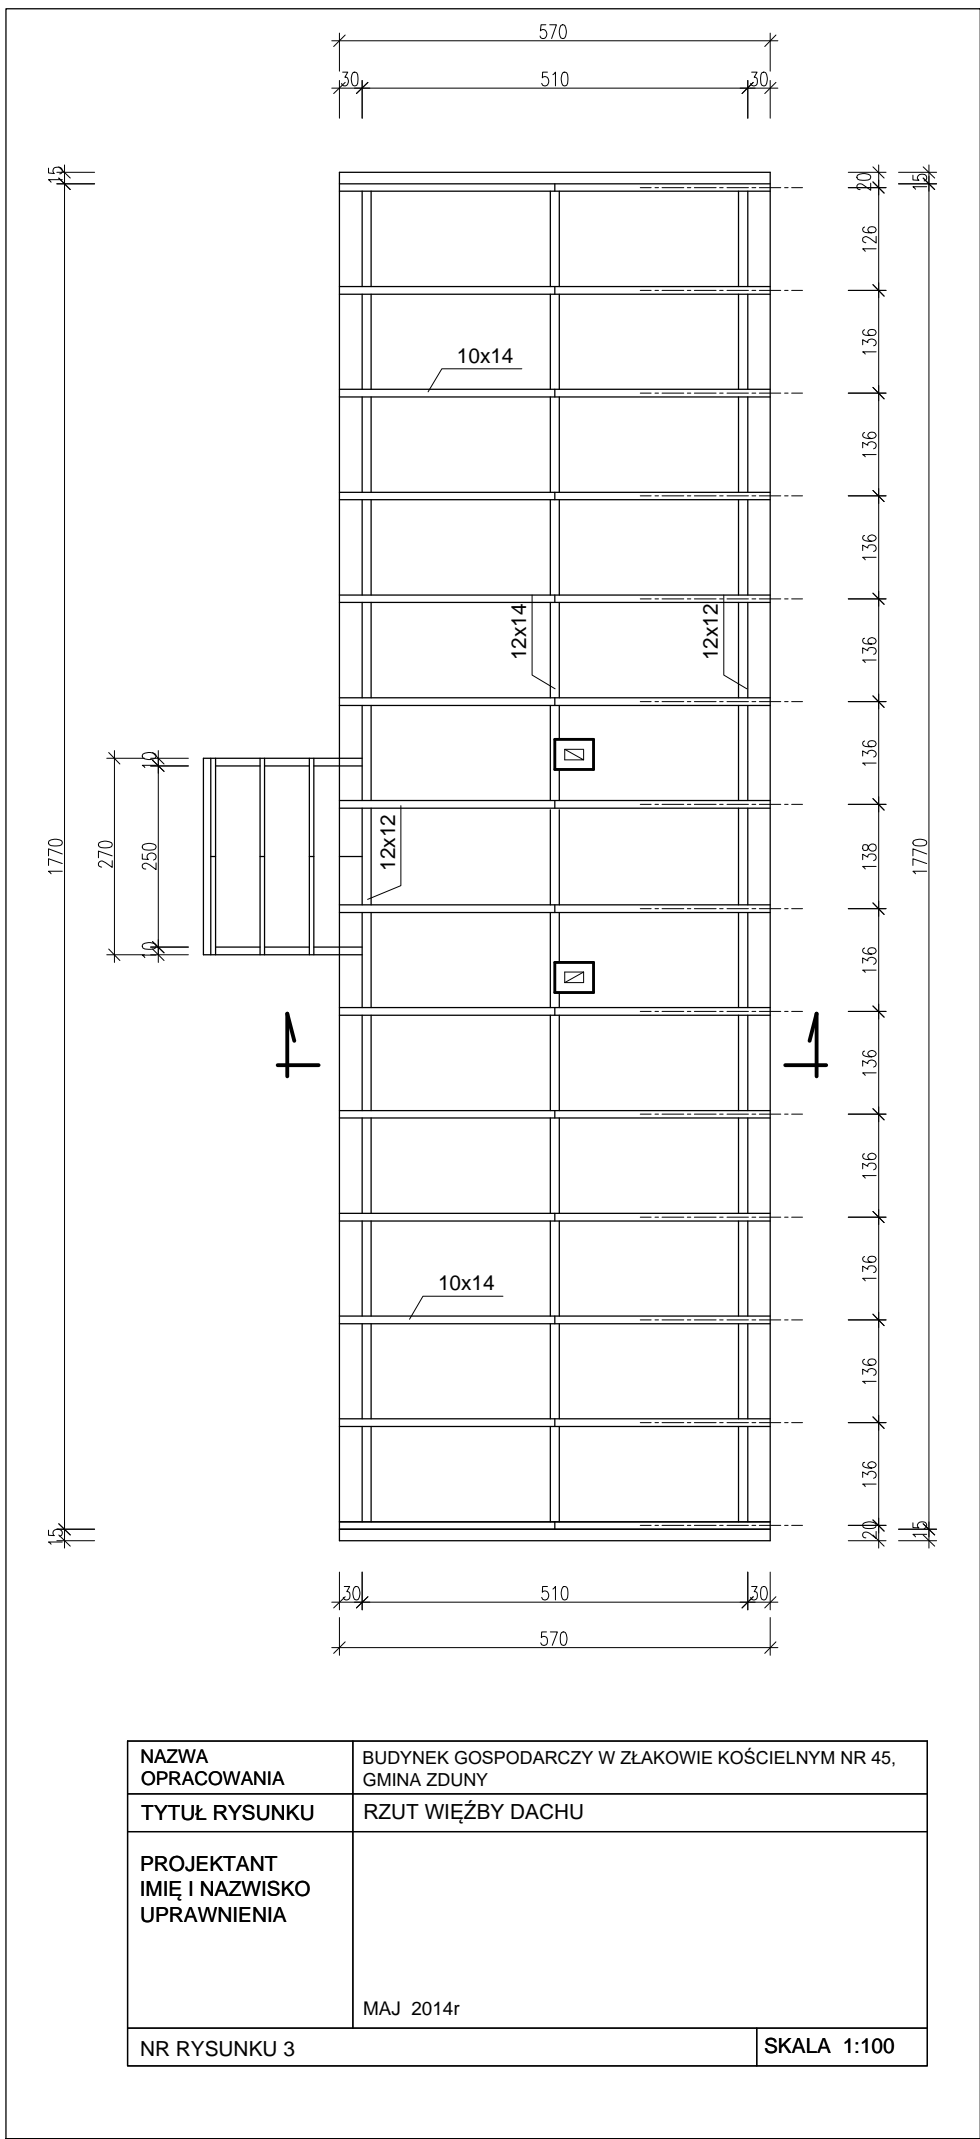 570
30 510 30
15
20
15
126
136
10x14
136
136
12x14
12x12
136
136
10
12x12
1770
270
250
138
1770
10
136
136
136
136
10x14
136
136
15
20
15
30 510 30
570
NAZWA
OPRACOWANIA
BUDYNEK GOSPODARCZY W ZŁAKOWIE KOŚCIELNYM NR 45,
GMINA ZDUNY
TYTUŁ RYSUNKU
RZUT WIĘŹBY DACHU
PROJEKTANT
IMIĘ I NAZWISKO
UPRAWNIENIA
MAJ 2014r
NR RYSUNKU 3
SKALA 1:100